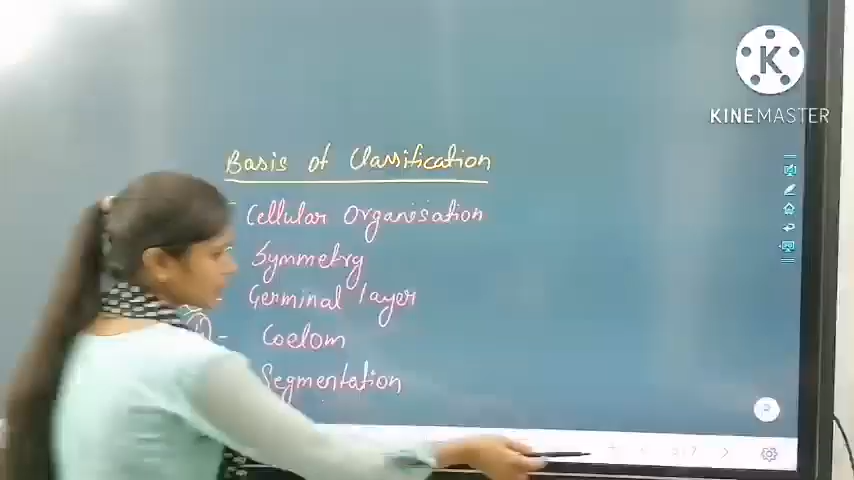 KINEMASTER
Basis of Classification
Cellular Organisation
Symmetry
Germinal layer
Coelom
Segmentation